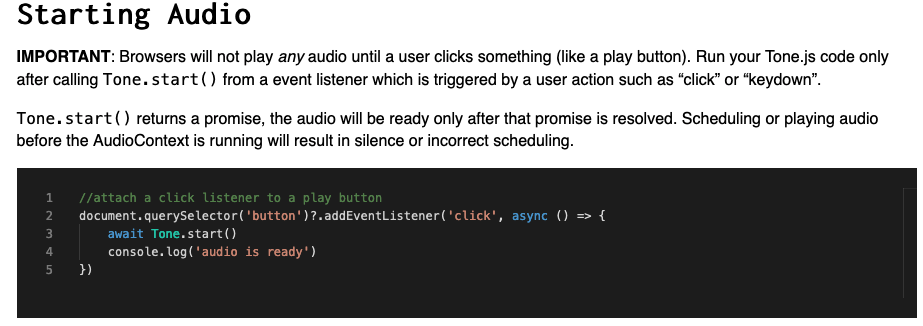 Starting Audio
IMPORTANT: Browsers will not play any audio until a user clicks something (like a play button). Run your Tone.js code only
after calling Tone.start() from a event listener which is triggered by a user action such as “click” or “keydown”.
Tone.start() returns a promise, the audio will be ready only after that promise is resolved. Scheduling or playing audio
before the AudioContext is running will result in silence or incorrect scheduling.
1 //attach a click listener to a play button
2 document.querySelector('button')?.addEventListener('click', async () => {
3     await Tone.start()
4     console.log('audio is ready')
5 })